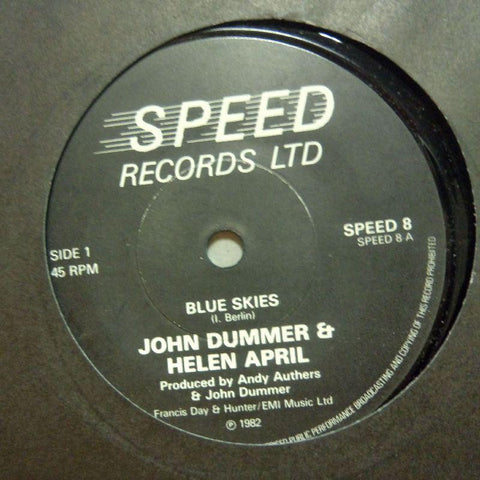 SPEED
RECORDS LTD
SIDE 1
45 RPM
SPEED 8
SPEED 8 A
BLUE SKIES
(I. Berlin)
JOHN DUMMER &
HELEN APRIL
Produced by Andy Authers
& John Dummer
Francis Day & Hunter/EMI Music Ltd
℗ 1982
PUBLIC PERFORMANCE BROADCASTING AND COPYING OF THIS RECORD PROHIBITED